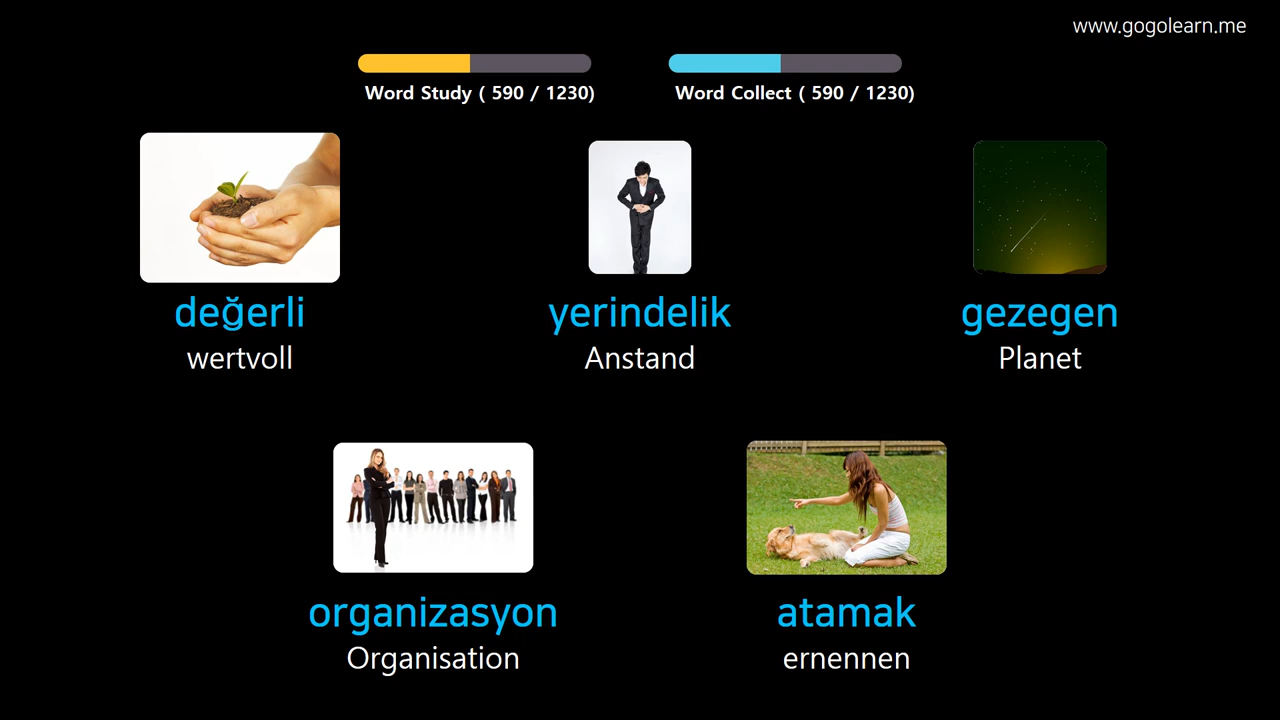 www.gogolearn.me
Word Study ( 590 / 1230)
Word Collect ( 590 / 1230)
değerli
wertvoll
yerindelik
Anstand
gezegen
Planet
organizasyon
Organisation
atamak
ernennen